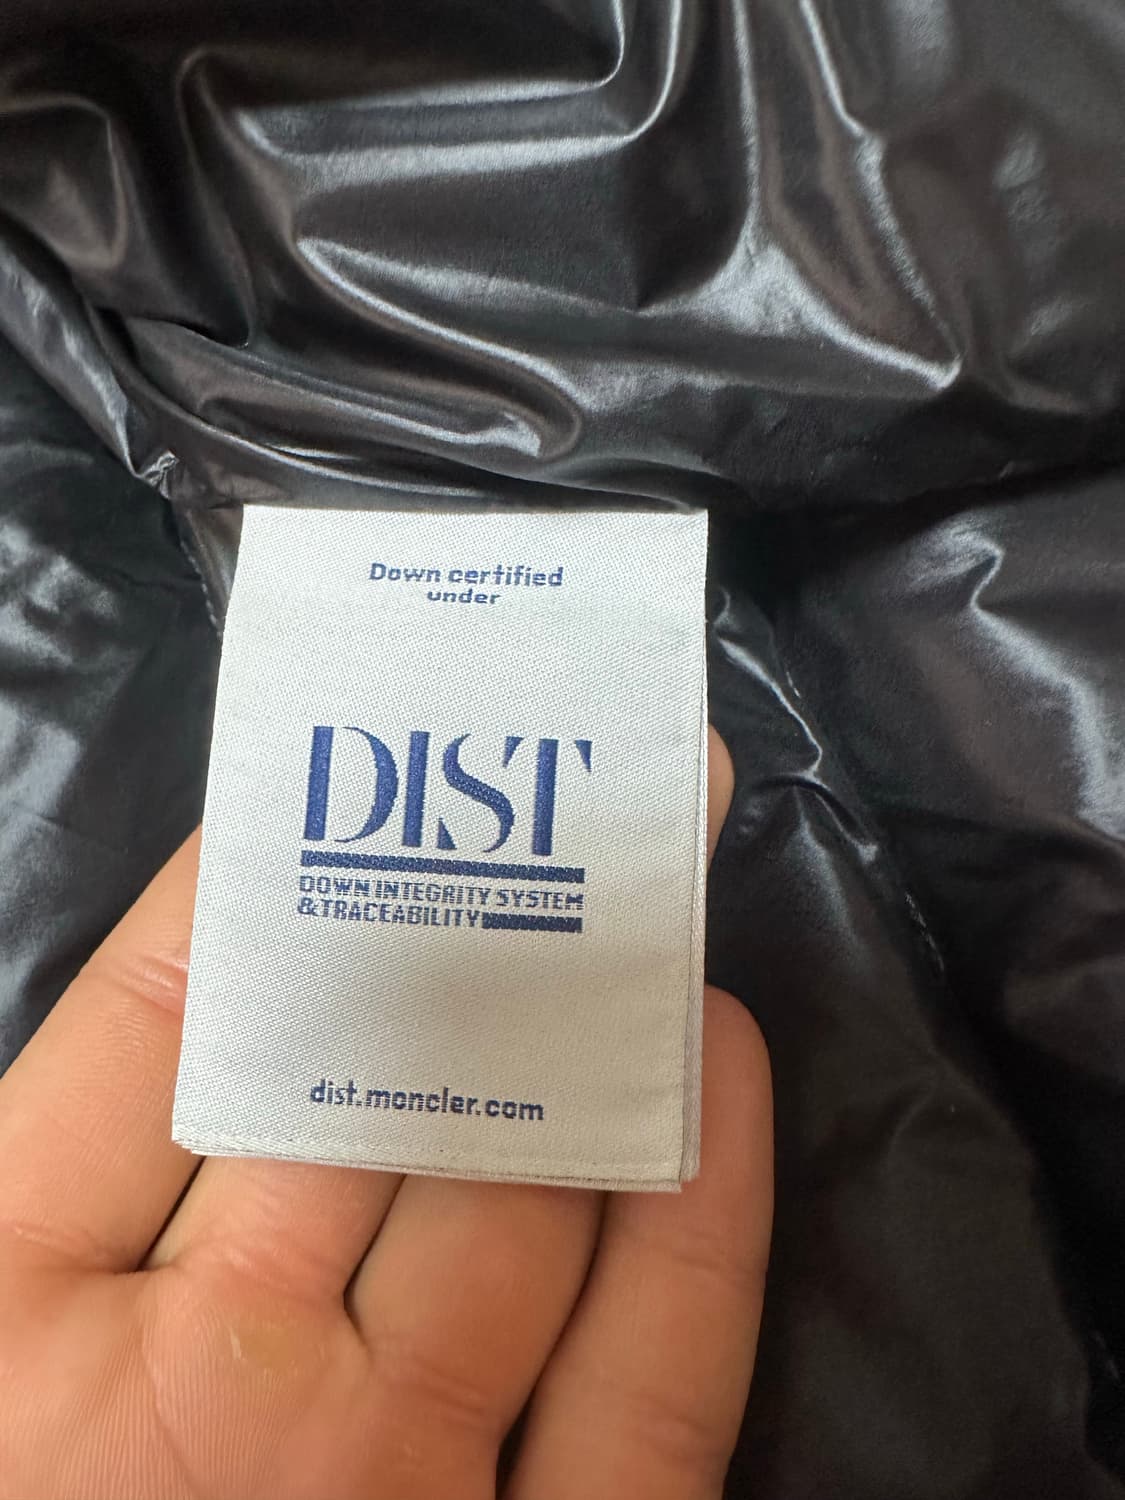 Down certified
under
DIST
DOWN INTEGRITY SYSTEM
&TRACEABILITY
dist.moncler.com